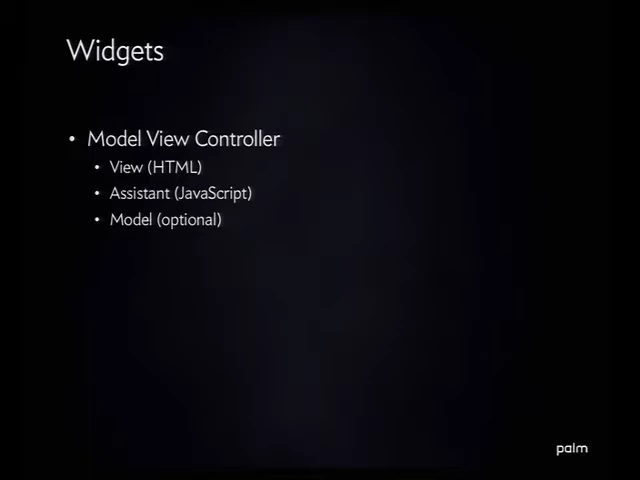 Widgets
• Model View Controller
• View (HTML)
• Assistant (JavaScript)
• Model (optional)
palm